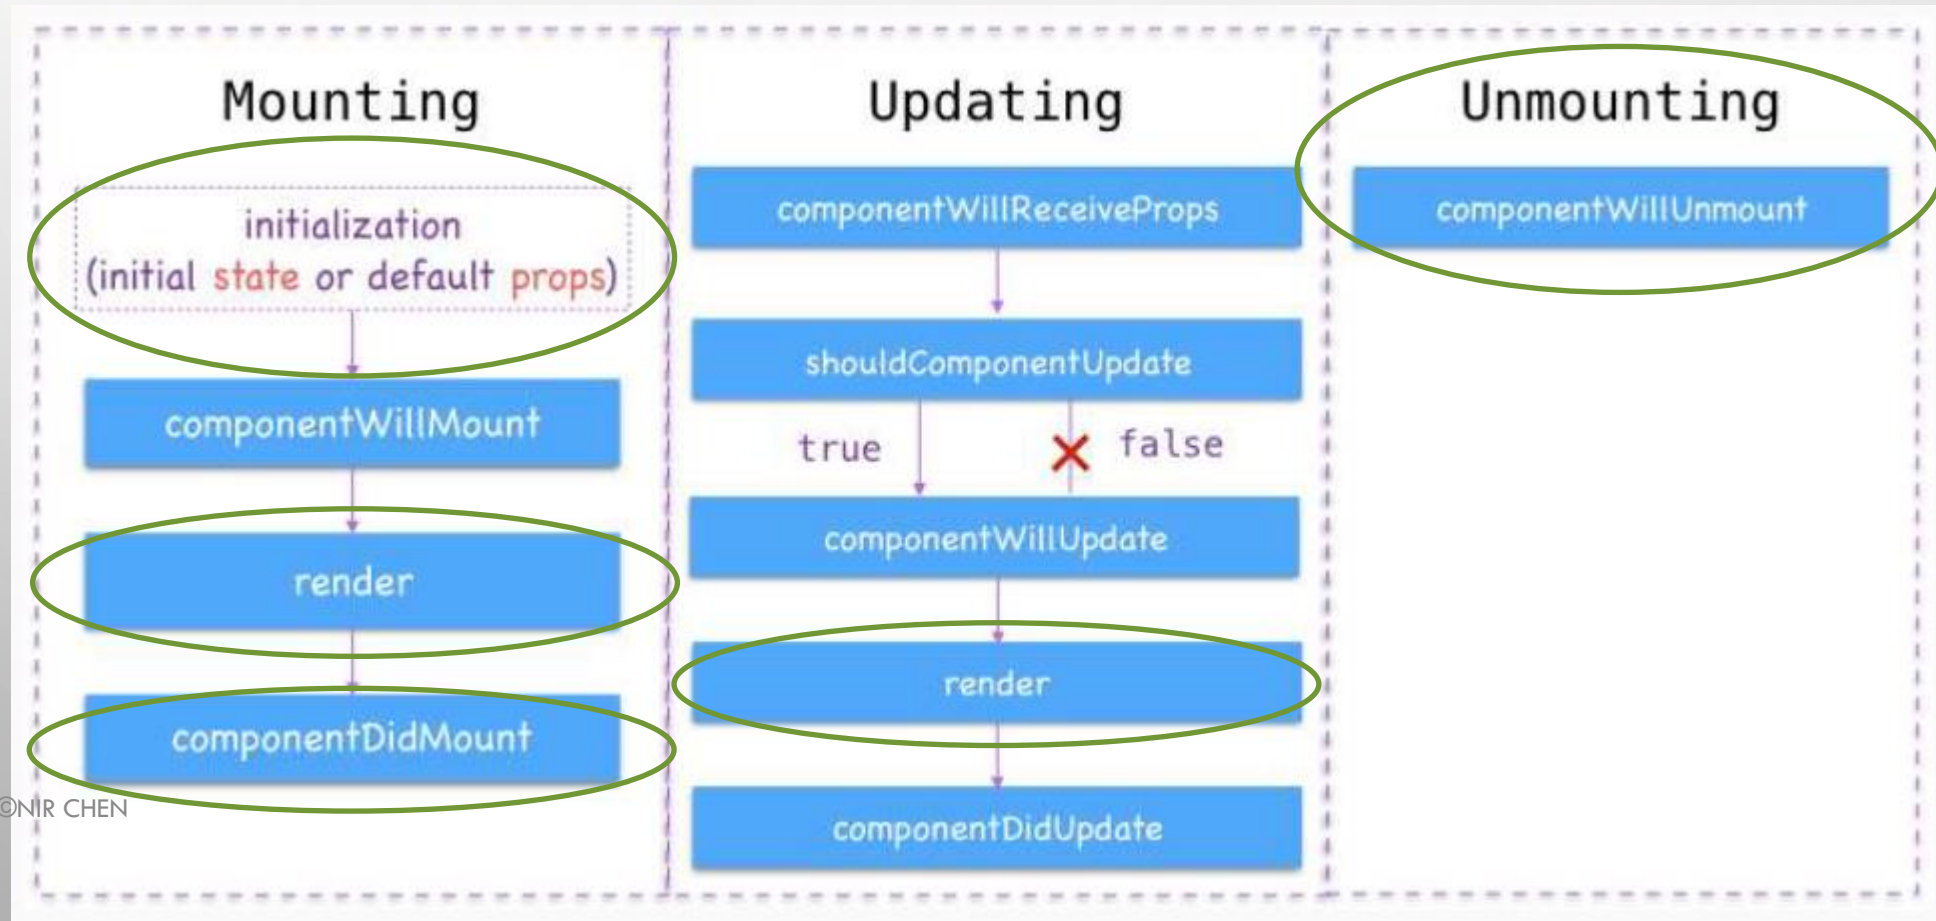 Mounting
initialization
(initial state or default props)
componentWillMount
render
componentDidMount
Updating
componentWillReceiveProps
shouldComponentUpdate
true
false
componentWillUpdate
render
componentDidUpdate
Unmounting
componentWillUnmount
©NIR CHEN